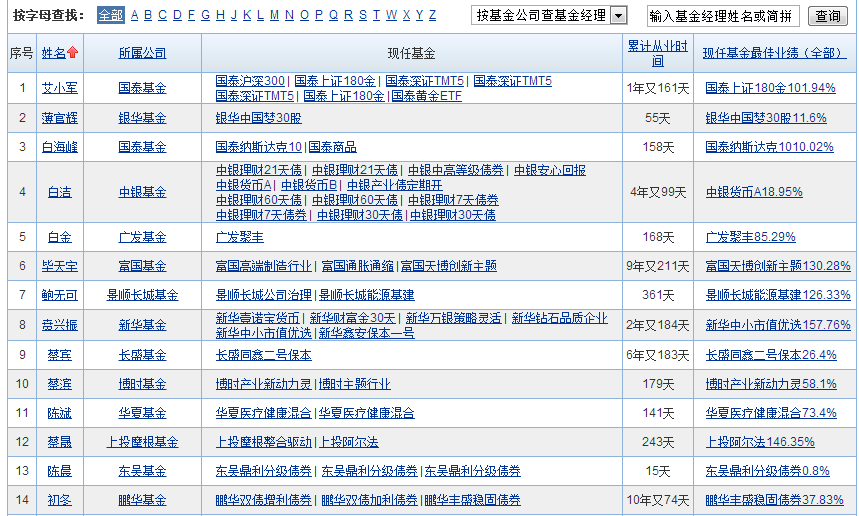 按字母查找： 全部 A B C D F G H J K L M N O P Q R S T W X Y Z 按基金公司查基金经理 输入基金经理姓名或简拼 查询
序号 姓名 所属公司 现任基金 累计从业时间 现任基金最佳业绩（全部）
1 艾小军 国泰基金 国泰沪深300| 国泰上证180金| 国泰深证TMT5| 国泰深证TMT5 1年又161天 国泰上证180金101.94%
国泰深证TMT5| 国泰上证180金|国泰黄金ETF
2 薄官辉 银华基金 银华中国梦30股 55天 银华中国梦30股11.6%
3 白海峰 国泰基金 国泰纳斯达克10|国泰商品 158天 国泰纳斯达克1010.02%
4 白洁 中银基金 中银理财21天债| 中银理财21天债| 中银中高等级债券| 中银安心回报 4年又99天 中银货币A18.95%
中银货币A| 中银货币B| 中银产业债定期开
中银理财60天债| 中银理财60天债| 中银理财7天债券
中银理财7天债券| 中银理财30天债|中银理财30天债
5 白金 广发基金 广发聚丰 168天 广发聚丰85.29%
6 毕天宇 富国基金 富国高端制造行业| 富国通胀通缩|富国天博创新主题 9年又211天 富国天博创新主题130.28%
7 鲍无可 景顺长城基金 景顺长城公司治理|景顺长城能源基建 361天 景顺长城能源基建126.33%
8 贲兴振 新华基金 新华壹诺宝货币| 新华财富金30天| 新华万银策略灵活| 新华钻石品质企业 2年又184天 新华中小市值优选157.76%
新华中小市值优选|新华鑫安保本一号
9 蔡宾 长盛基金 长盛同鑫二号保本 6年又183天 长盛同鑫二号保本26.4%
10 蔡滨 博时基金 博时产业新动力灵|博时主题行业 179天 博时产业新动力灵58.1%
11 陈斌 华夏基金 华夏医疗健康混合|华夏医疗健康混合 141天 华夏医疗健康混合73.4%
12 蔡晟 上投摩根基金 上投摩根整合驱动|上投阿尔法 243天 上投阿尔法146.35%
13 陈晨 东吴基金 东吴鼎利分级债券| 东吴鼎利分级债券|东吴鼎利分级债券 15天 东吴鼎利分级债券0.8%
14 初冬 鹏华基金 鹏华双债增利债券| 鹏华双债加利债券|鹏华丰盛稳固债券 10年又74天 鹏华丰盛稳固债券37.83%